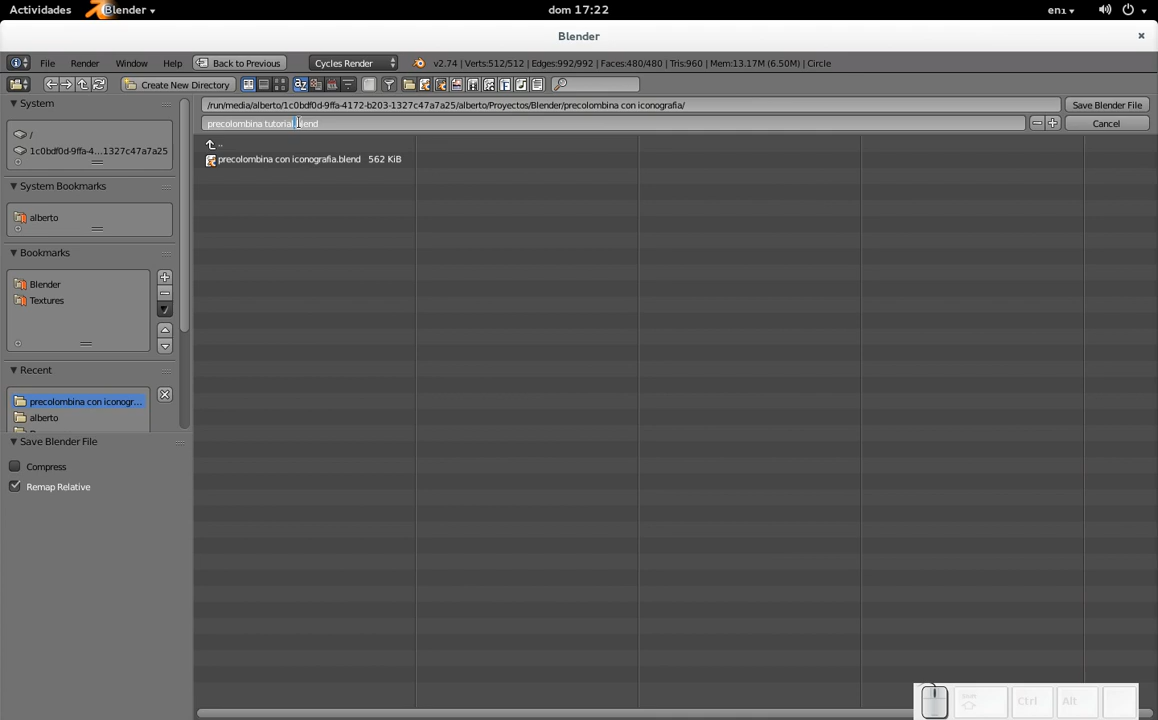 Actividades Blender dom 17:22 en1
Blender
File Render Window Help Back to Previous Cycles Render v2.74 | Verts:512/512 | Edges:992/992 | Faces:480/480 | Tris:960 | Mem:13.17M (6.50M) | Circle
Create New Directory
System
/
1c0bdf0d-9ffa-4...1327c47a7a25
System Bookmarks
alberto
Bookmarks
Blender
Textures
Recent
precolombina con iconogr...
alberto
Save Blender File
Compress
Remap Relative
/run/media/alberto/1c0bdf0d-9ffa-4172-b203-1327c47a7a25/alberto/Proyectos/Blender/precolombina con iconografia/ Save Blender File
precolombina tutorial.blend Cancel
..
precolombina con iconografia.blend 562 KiB
Ctrl Alt